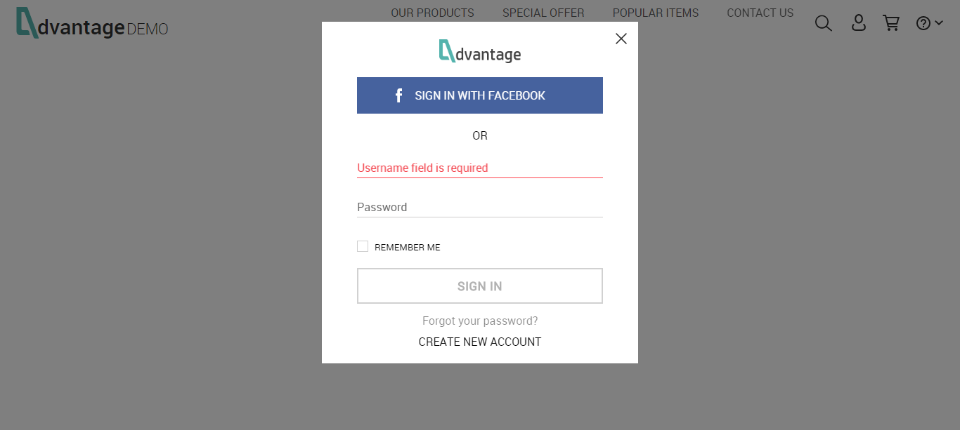 dvantage DEMO
OUR PRODUCTS SPECIAL OFFER POPULAR ITEMS CONTACT US
dvantage
f SIGN IN WITH FACEBOOK
OR
Username field is required
Password
REMEMBER ME
SIGN IN
Forgot your password?
CREATE NEW ACCOUNT